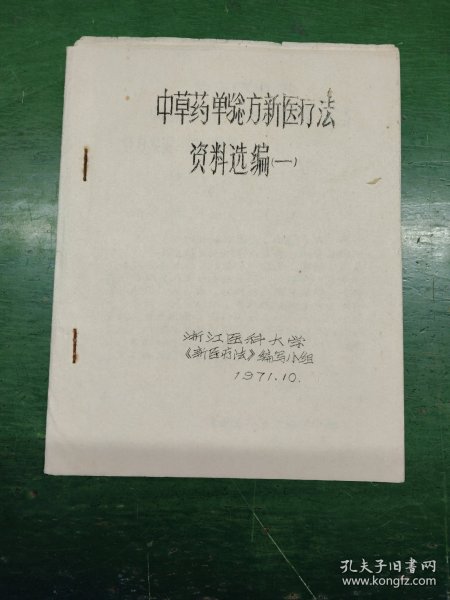 中草药单验方新医疗法
资料选编(一)
浙江医科大学
《新医疗法》编写小组
1971.10.
孔夫子旧书网
www.kongfz.com